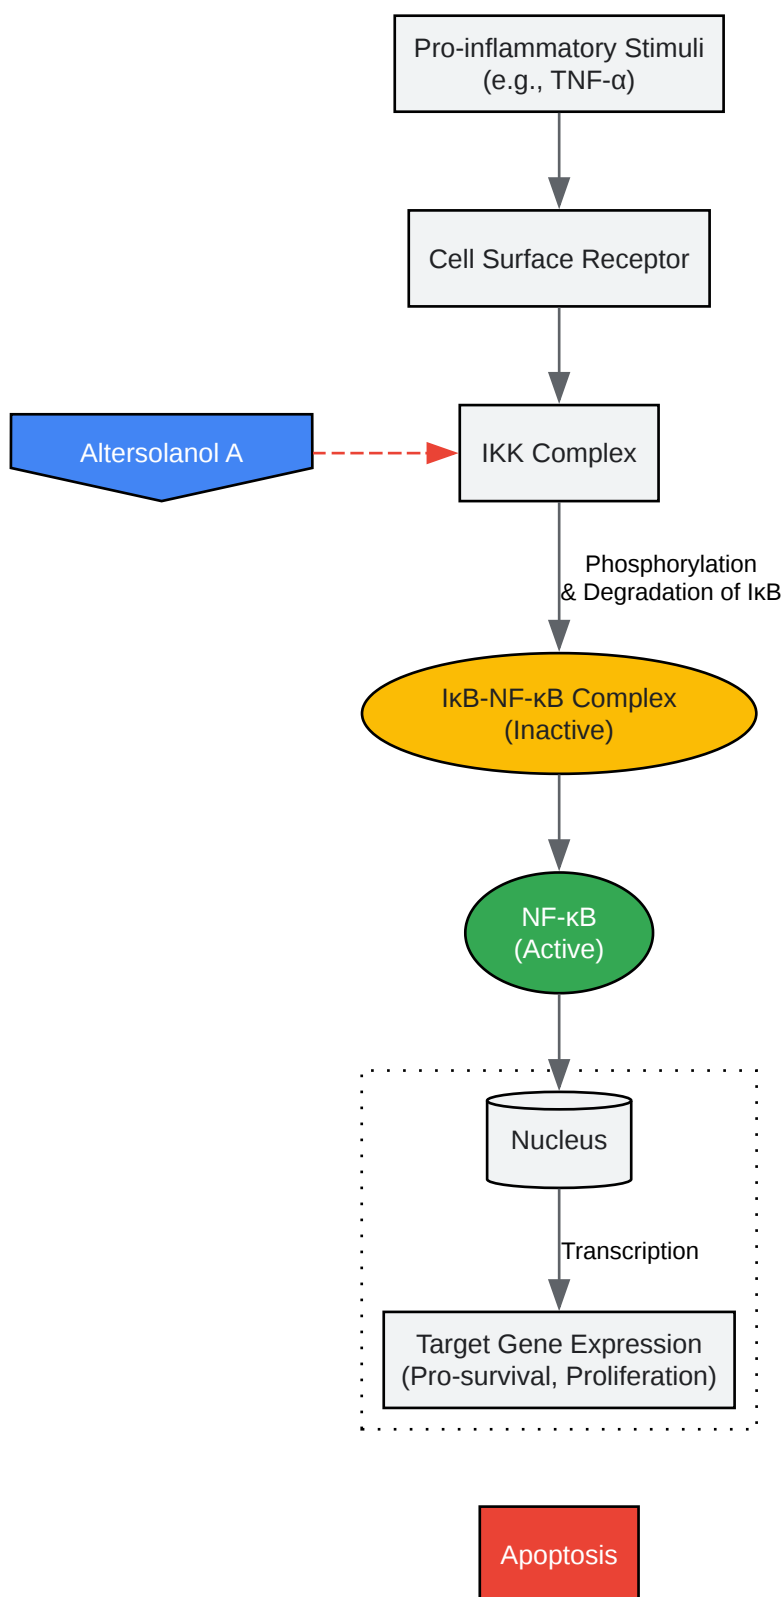 Pro-inflammatory Stimuli
(e.g., TNF-α)
Cell Surface Receptor
Altersolanol A
IKK Complex
Phosphorylation
& Degradation of IκB
IκB-NF-κB Complex
(Inactive)
NF-κB
(Active)
Nucleus
Transcription
Target Gene Expression
(Pro-survival, Proliferation)
Apoptosis